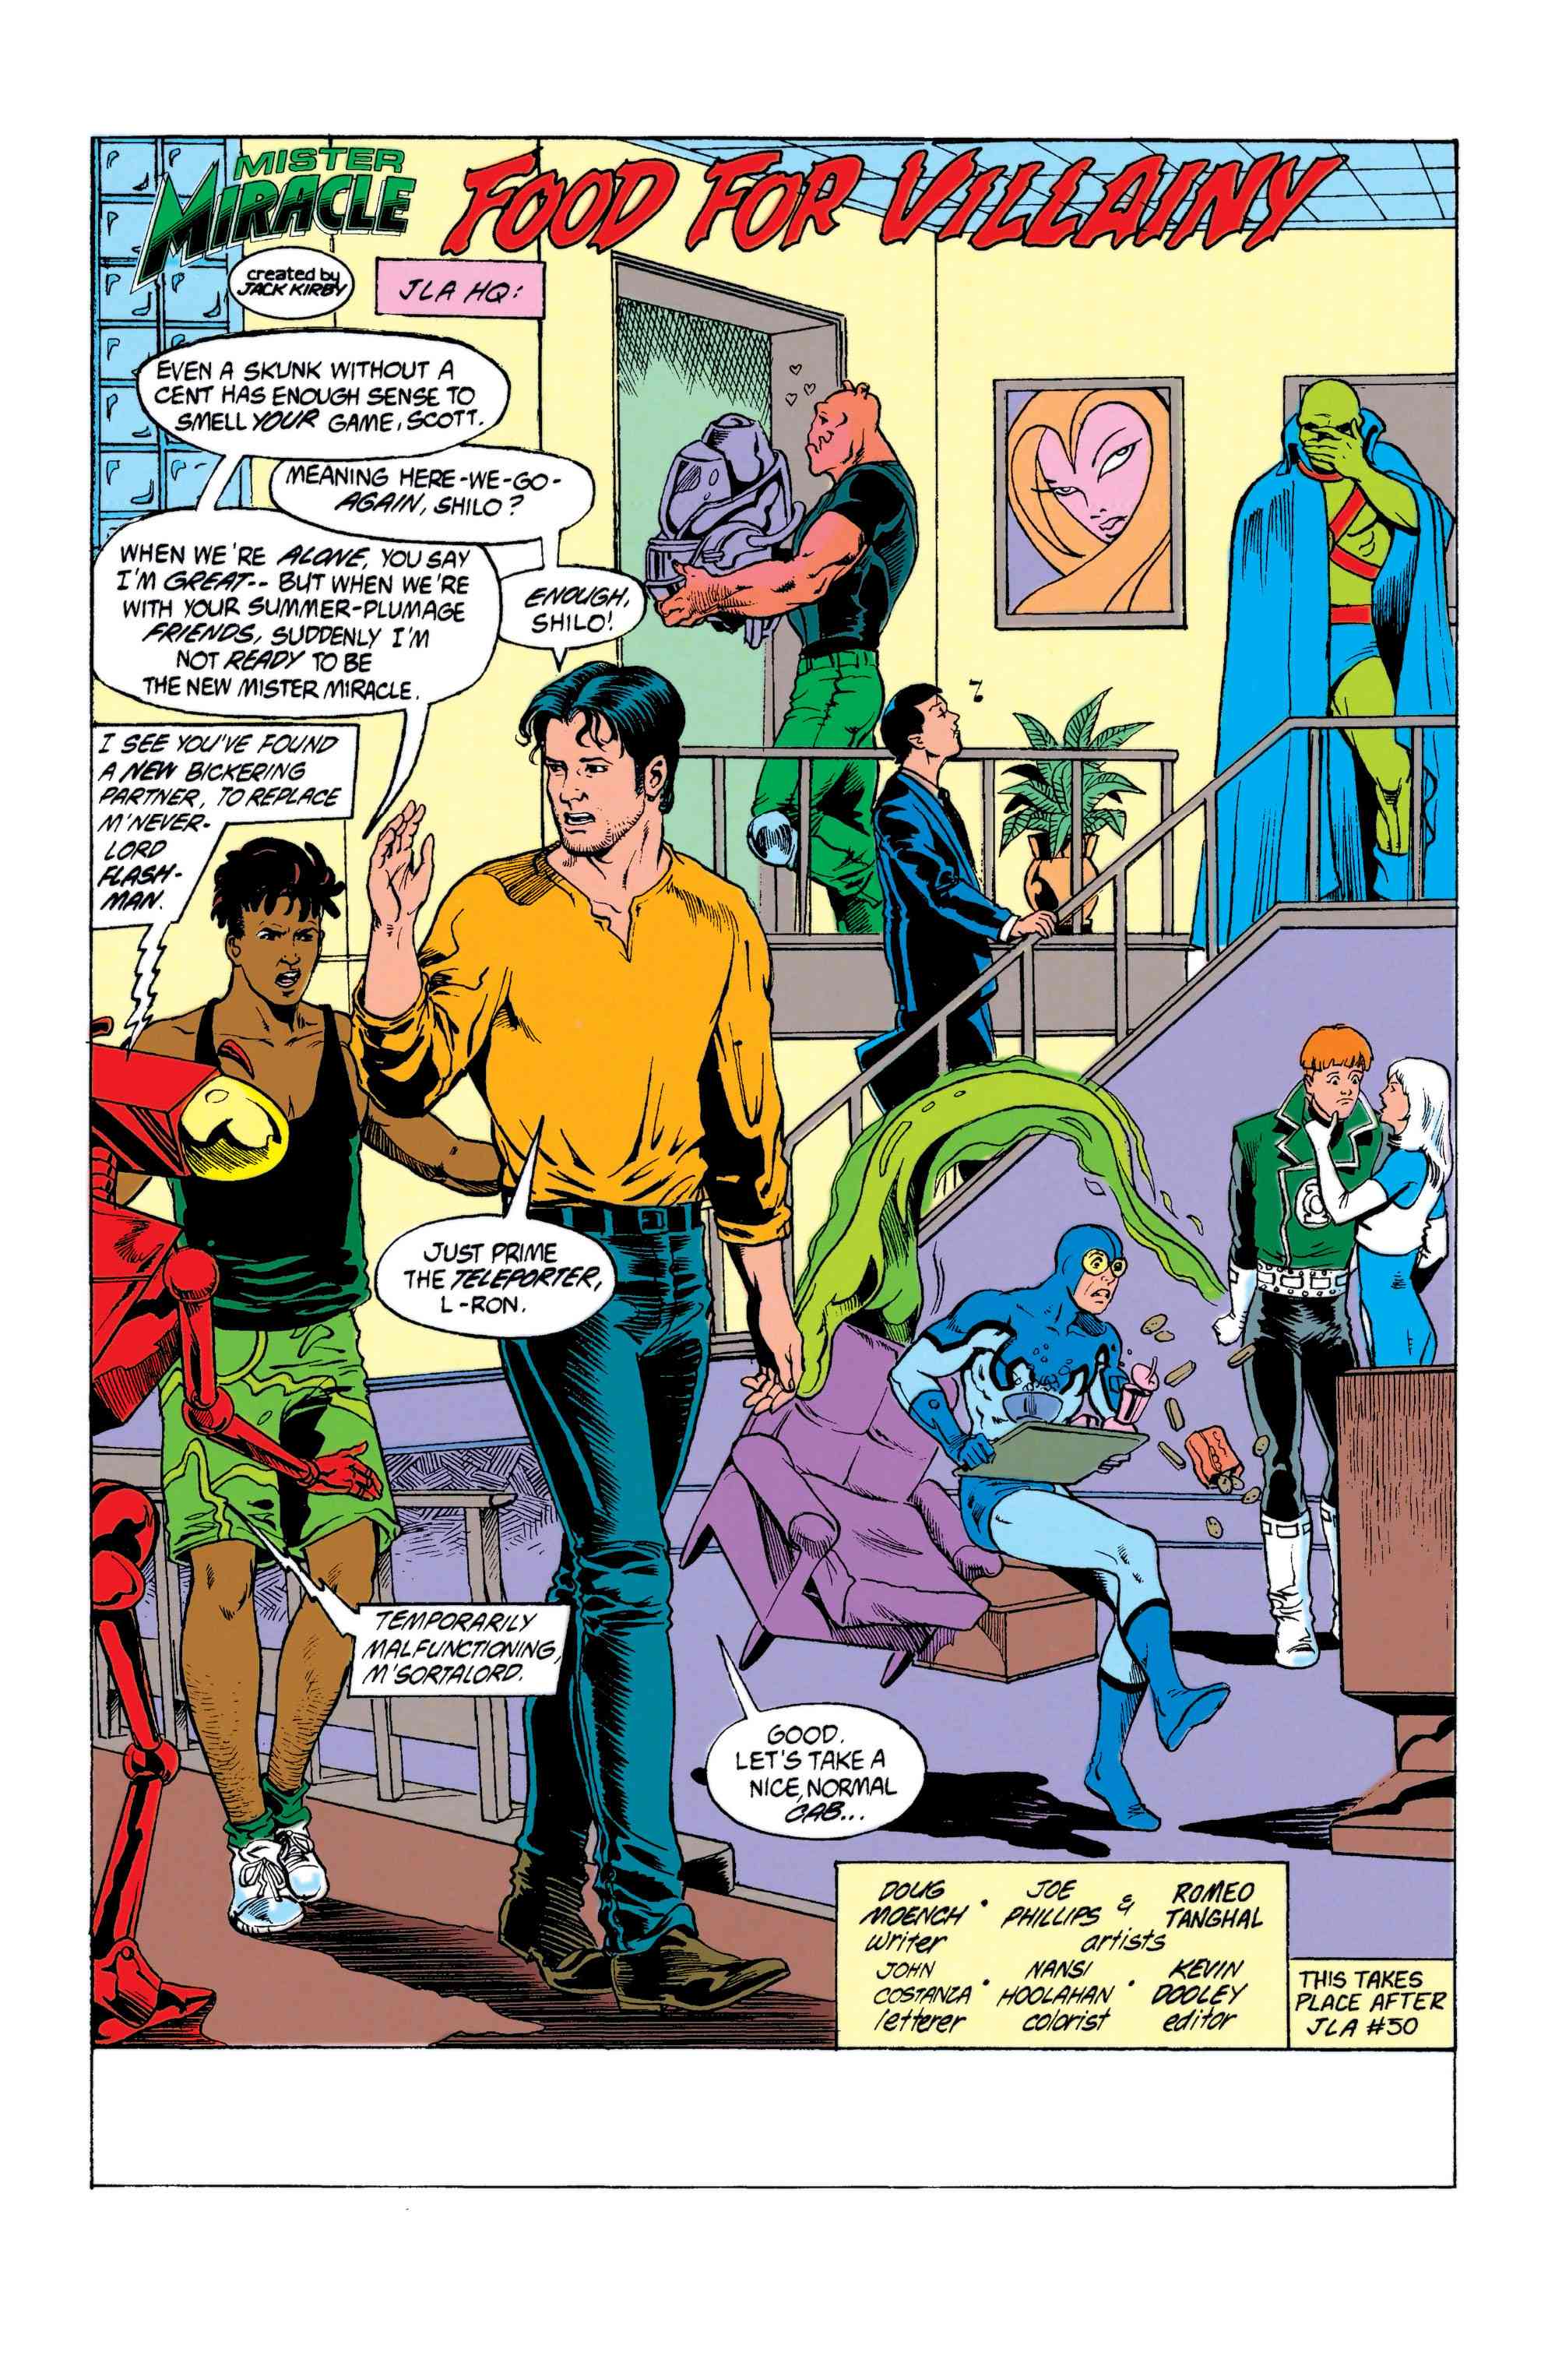 MISTER
MIRACLE
FOOD FOR VILLAINY
created by
JACK KIRBY
JLA HQ:
EVEN A SKUNK WITHOUT A
CENT HAS ENOUGH SENSE TO
SMELL YOUR GAME, SCOTT.
MEANING HERE-WE-GO-
AGAIN, SHILO?
WHEN WE'RE ALONE, YOU SAY
I'M GREAT-- BUT WHEN WE'RE
WITH YOUR SUMMER-PLUMAGE
FRIENDS, SUDDENLY I'M
NOT READY TO BE
THE NEW MISTER MIRACLE.
ENOUGH,
SHILO!
I SEE YOU'VE FOUND
A NEW BICKERING
PARTNER, TO REPLACE
M'NEVER-
LORD
FLASH-
MAN.
JUST PRIME
THE TELEPORTER,
L-RON.
TEMPORARILY
MALFUNCTIONING,
M'SORTALORD.
GOOD.
LET'S TAKE A
NICE, NORMAL
CAB...
DOUG • JOE & ROMEO
MOENCH PHILLIPS TANGHAL
writer artists
JOHN • NANSI • KEVIN
COSTANZA HOOLAHAN DOOLEY
letterer colorist editor
THIS TAKES
PLACE AFTER
JLA #50